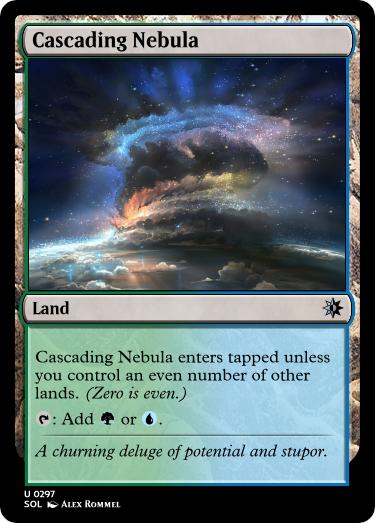 Cascading Nebula
Land
Cascading Nebula enters tapped unless
you control an even number of other
lands. (Zero is even.)
: Add or .
A churning deluge of potential and stupor.
U 0297
SOL Alex Rommel